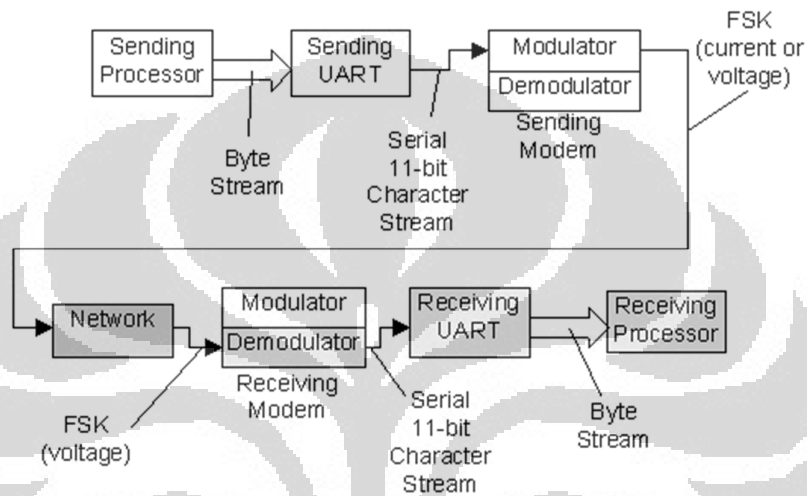 Sending
Processor
Sending
UART
Modulator
Demodulator
Sending
Modem
FSK
(current or
voltage)
Byte
Stream
Serial
11-bit
Character
Stream
Network
Modulator
Demodulator
Receiving
Modem
Receiving
UART
Receiving
Processor
FSK
(voltage)
Serial
11-bit
Character
Stream
Byte
Stream